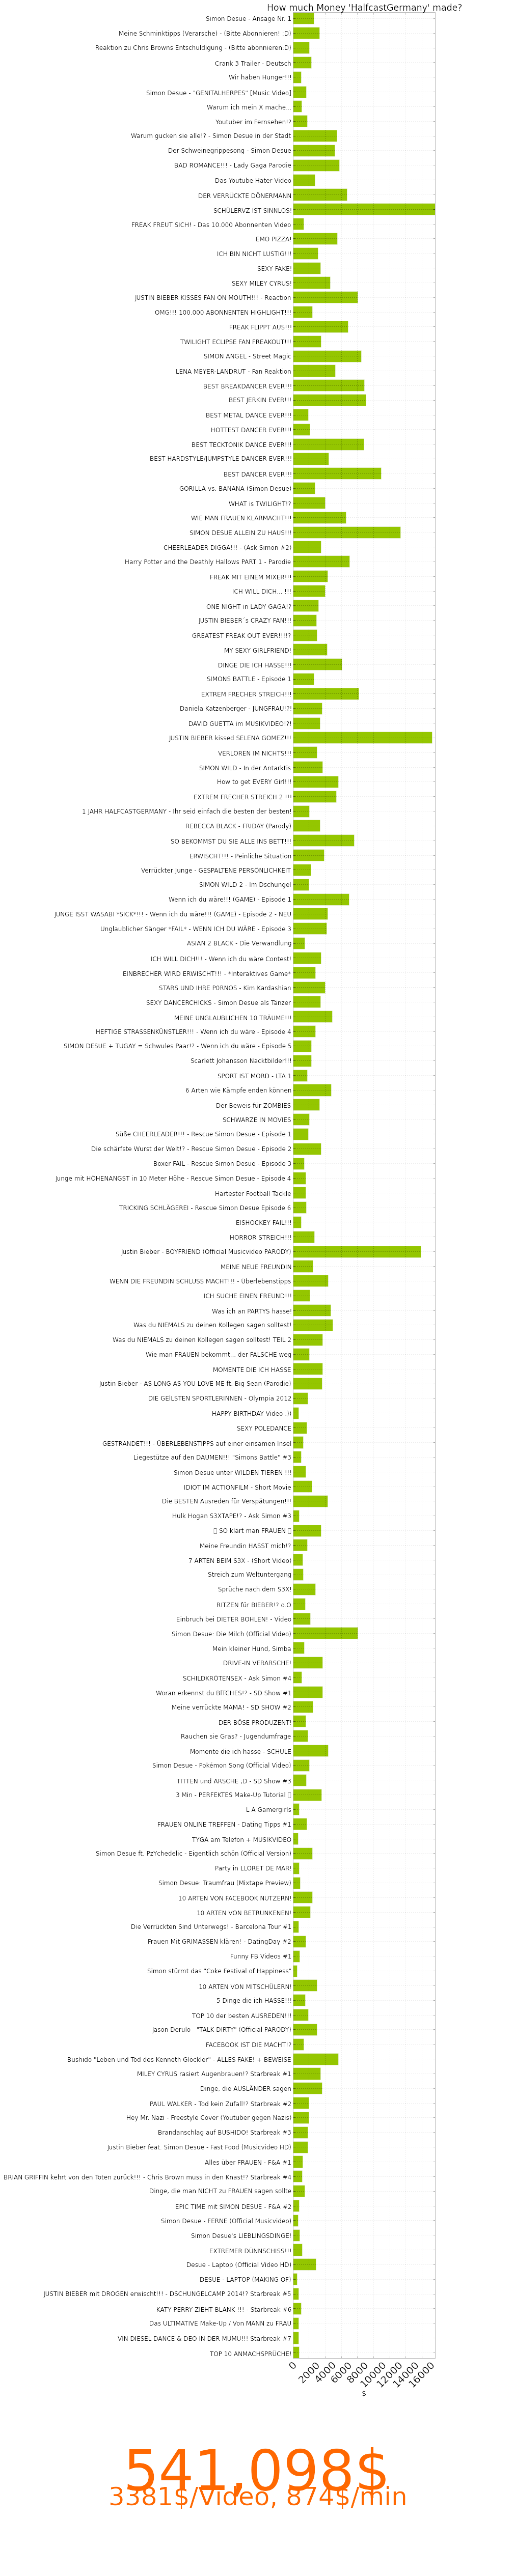 How much Money 'HalfcastGermany' made?
Simon Desue - Ansage Nr. 1
Meine Schminktipps (Verarsche) - (Bitte Abonnieren! :D)
Reaktion zu Chris Browns Entschuldigung - (Bitte abonnieren:D)
Crank 3 Trailer - Deutsch
Wir haben Hunger!!!
Simon Desue - "GENITALHERPES" [Music Video]
Warum ich mein X mache...
Youtuber im Fernsehen!?
Warum gucken sie alle!? - Simon Desue in der Stadt
Der Schweinegrippesong - Simon Desue
BAD ROMANCE!!! - Lady Gaga Parodie
Das Youtube Hater Video
DER VERRÜCKTE DÖNERMANN
SCHÜLERVZ IST SINNLOS!
FREAK FREUT SICH! - Das 10.000 Abonnenten Video
EMO PIZZA!
ICH BIN NICHT LUSTIG!!!
SEXY FAKE!
SEXY MILEY CYRUS!
JUSTIN BIEBER KISSES FAN ON MOUTH!!! - Reaction
OMG!!! 100.000 ABONNENTEN HIGHLIGHT!!!
FREAK FLIPPT AUS!!!
TWILIGHT ECLIPSE FAN FREAKOUT!!!
SIMON ANGEL - Street Magic
LENA MEYER-LANDRUT - Fan Reaktion
BEST BREAKDANCER EVER!!!
BEST JERKIN EVER!!!
BEST METAL DANCE EVER!!!
HOTTEST DANCER EVER!!!
BEST TECKTONIK DANCE EVER!!!
BEST HARDSTYLE/JUMPSTYLE DANCER EVER!!!
BEST DANCER EVER!!!
GORILLA vs. BANANA (Simon Desue)
WHAT is TWILIGHT!?
WIE MAN FRAUEN KLARMACHT!!!
SIMON DESUE ALLEIN ZU HAUS!!!
CHEERLEADER DIGGA!!! - (Ask Simon #2)
Harry Potter and the Deathly Hallows PART 1 - Parodie
FREAK MIT EINEM MIXER!!!
ICH WILL DICH... !!!
ONE NIGHT in LADY GAGA!?
JUSTIN BIEBER´s CRAZY FAN!!!
GREATEST FREAK OUT EVER!!!!?
MY SEXY GIRLFRIEND!
DINGE DIE ICH HASSE!!!
SIMONS BATTLE - Episode 1
EXTREM FRECHER STREICH!!!
Daniela Katzenberger - JUNGFRAU!?!
DAVID GUETTA im MUSIKVIDEO!?!
JUSTIN BIEBER kissed SELENA GOMEZ!!!
VERLOREN IM NICHTS!!!
SIMON WILD - In der Antarktis
How to get EVERY Girl!!!
EXTREM FRECHER STREICH 2 !!!
1 JAHR HALFCASTGERMANY - Ihr seid einfach die besten der besten!
REBECCA BLACK - FRIDAY (Parody)
SO BEKOMMST DU SIE ALLE INS BETT!!!
ERWISCHT!!! - Peinliche Situation
Verrückter Junge - GESPALTENE PERSÖNLICHKEIT
SIMON WILD 2 - Im Dschungel
Wenn ich du wäre!!! (GAME) - Episode 1
JUNGE ISST WASABI *SICK*!!! - Wenn ich du wäre!!! (GAME) - Episode 2 - NEU
Unglaublicher Sänger *FAIL* - WENN ICH DU WÄRE - Episode 3
ASIAN 2 BLACK - Die Verwandlung
ICH WILL DICH!!! - Wenn ich du wäre Contest!
EINBRECHER WIRD ERWISCHT!!! - *Interaktives Game*
STARS UND IHRE P0RNOS - Kim Kardashian
SEXY DANCERCHICKS - Simon Desue als Tänzer
MEINE UNGLAUBLICHEN 10 TRÄUME!!!
HEFTIGE STRASSENKÜNSTLER!!! - Wenn ich du wäre - Episode 4
SIMON DESUE + TUGAY = Schwules Paar!? - Wenn ich du wäre - Episode 5
Scarlett Johansson Nacktbilder!!!
SPORT IST MORD - LTA 1
6 Arten wie Kämpfe enden können
Der Beweis für ZOMBIES
SCHWARZE IN MOVIES
Süße CHEERLEADER!!! - Rescue Simon Desue - Episode 1
Die schärfste Wurst der Welt!? - Rescue Simon Desue - Episode 2
Boxer FAIL - Rescue Simon Desue - Episode 3
Junge mit HÖHENANGST in 10 Meter Höhe - Rescue Simon Desue - Episode 4
Härtester Football Tackle
TRICKING SCHLÄGEREI - Rescue Simon Desue Episode 6
EISHOCKEY FAIL!!!
HORROR STREICH!!!
Justin Bieber - BOYFRIEND (Official Musicvideo PARODY)
MEINE NEUE FREUNDIN
WENN DIE FREUNDIN SCHLUSS MACHT!!! - Überlebenstipps
ICH SUCHE EINEN FREUND!!!
Was ich an PARTYS hasse!
Was du NIEMALS zu deinen Kollegen sagen solltest!
Was du NIEMALS zu deinen Kollegen sagen solltest! TEIL 2
Wie man FRAUEN bekommt... der FALSCHE weg
MOMENTE DIE ICH HASSE
Justin Bieber - AS LONG AS YOU LOVE ME ft. Big Sean (Parodie)
DIE GEILSTEN SPORTLERINNEN - Olympia 2012
HAPPY BIRTHDAY Video :))
SEXY POLEDANCE
GESTRANDET!!! - ÜBERLEBENSTIPPS auf einer einsamen Insel
Liegestütze auf den DAUMEN!!! "Simons Battle" #3
Simon Desue unter WILDEN TIEREN !!!
IDIOT IM ACTIONFILM - Short Movie
Die BESTEN Ausreden für Verspätungen!!!
Hulk Hogan S3XTAPE!? - Ask Simon #3
SO klärt man FRAUEN
Meine Freundin HASST mich!?
7 ARTEN BEIM S3X - (Short Video)
Streich zum Weltuntergang
Sprüche nach dem S3X!
RITZEN für BIEBER!? o.O
Einbruch bei DIETER BOHLEN! - Video
Simon Desue: Die Milch (Official Video)
Mein kleiner Hund, Simba
DRIVE-IN VERARSCHE!
SCHILDKRÖTENSEX - Ask Simon #4
Woran erkennst du BITCHES!? - SD Show #1
Meine verrückte MAMA! - SD SHOW #2
DER BÖSE PRODUZENT!
Rauchen sie Gras? - Jugendumfrage
Momente die ich hasse - SCHULE
Simon Desue - Pokémon Song (Official Video)
TITTEN und ÄRSCHE ;D - SD Show #3
3 Min - PERFEKTES Make-Up Tutorial
L.A Gamergirls
FRAUEN ONLINE TREFFEN - Dating Tipps #1
TYGA am Telefon + MUSIKVIDEO
Simon Desue ft. PzYchedelic - Eigentlich schön (Official Version)
Party in LLORET DE MAR!
Simon Desue: Traumfrau (Mixtape Preview)
10 ARTEN VON FACEBOOK NUTZERN!
10 ARTEN VON BETRUNKENEN!
Die Verrückten Sind Unterwegs! - Barcelona Tour #1
Frauen Mit GRIMASSEN klären! - DatingDay #2
Funny FB Videos #1
Simon stürmt das "Coke Festival of Happiness"
10 ARTEN VON MITSCHÜLERN!
5 Dinge die ich HASSE!!!
TOP 10 der besten AUSREDEN!!!
Jason Derulo "TALK DIRTY" (Official PARODY)
FACEBOOK IST DIE MACHT!?
Bushido "Leben und Tod des Kenneth Glöckler" - ALLES FAKE! + BEWEISE
MILEY CYRUS rasiert Augenbrauen!? Starbreak #1
Dinge, die AUSLÄNDER sagen
PAUL WALKER - Tod kein Zufall!? Starbreak #2
Hey Mr. Nazi - Freestyle Cover (Youtuber gegen Nazis)
Brandanschlag auf BUSHIDO! Starbreak #3
Justin Bieber feat. Simon Desue - Fast Food (Musicvideo HD)
Alles über FRAUEN - F&A #1
BRIAN GRIFFIN kehrt von den Toten zurück!!! - Chris Brown muss in den Knast!? Starbreak #4
Dinge, die man NICHT zu FRAUEN sagen sollte
EPIC TIME mit SIMON DESUE - F&A #2
Simon Desue - FERNE (Official Musicvideo)
Simon Desue's LIEBLINGSDINGE!
EXTREMER DÜNNSCHISS!!!
Desue - Laptop (Official Video HD)
DESUE - LAPTOP (MAKING OF)
JUSTIN BIEBER mit DROGEN erwischt!!! - DSCHUNGELCAMP 2014!? Starbreak #5
KATY PERRY ZIEHT BLANK !!! - Starbreak #6
Das ULTIMATIVE Make-Up / Von MANN zu FRAU
VIN DIESEL DANCE & DEO IN DER MUMU!!! Starbreak #7
TOP 10 ANMACHSPRÜCHE!
0 2000 4000 6000 8000 10000 12000 14000 16000
$
541,098$
3381$/video, 874$/min